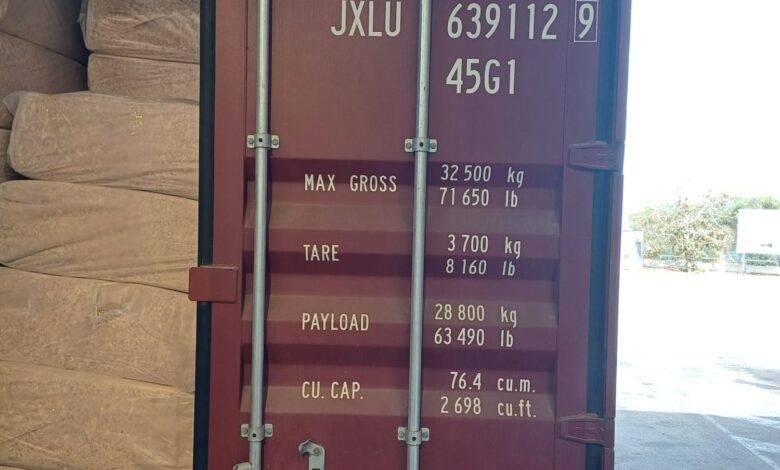 JXLU 639112 9
45G1
MAX GROSS 32 500 kg
71 650 lb
TARE 3 700 kg
8 160 lb
PAYLOAD 28 800 kg
63 490 lb
CU. CAP. 76.4 cu.m.
2 698 cu.ft.